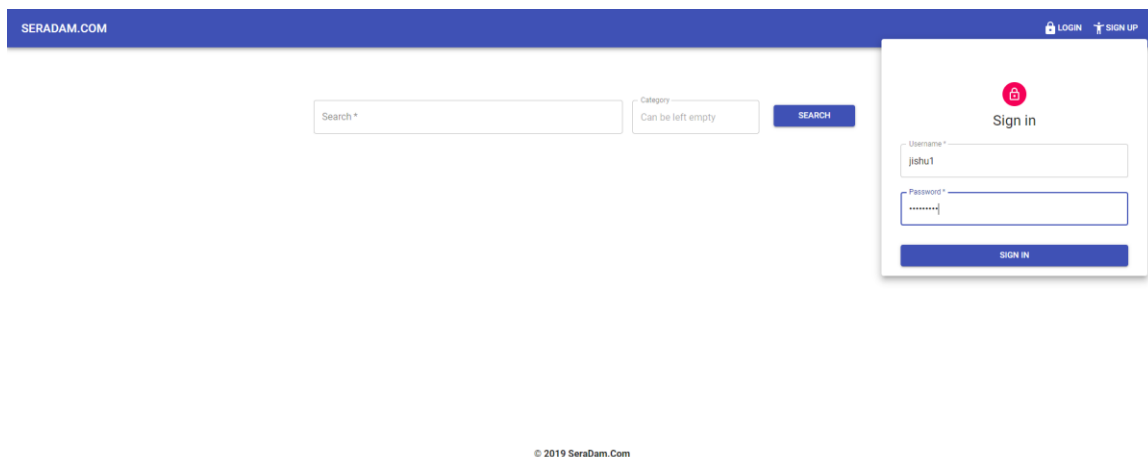 SERADAM.COM
LOGIN SIGN UP
Search *
Category
Can be left empty
SEARCH
Sign in
Username *
jishu1
Password *
•••••••••
SIGN IN
© 2019 SeraDam.Com